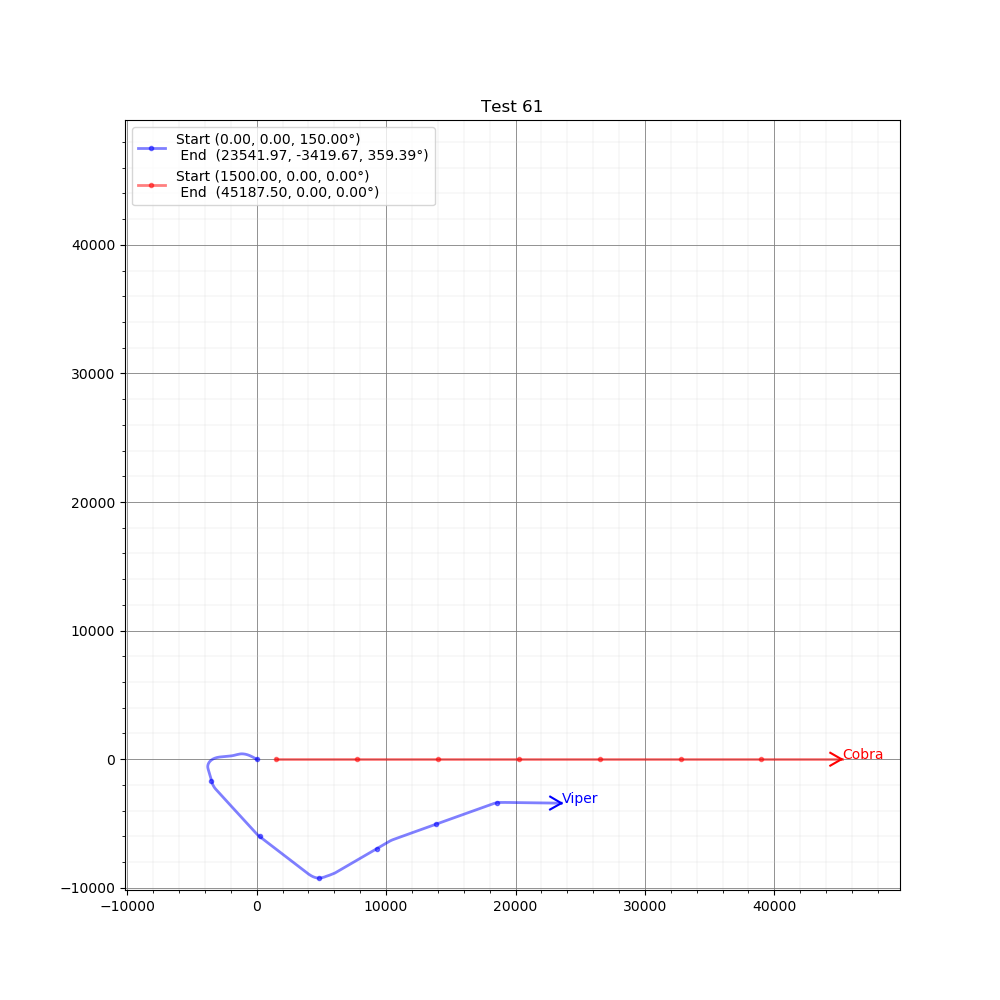 Test 61
Start (0.00, 0.00, 150.00°)
End (23541.97, -3419.67, 359.39°)
Start (1500.00, 0.00, 0.00°)
End (45187.50, 0.00, 0.00°)
40000
30000
20000
10000
0
−10000
Cobra
Viper
−10000 0 10000 20000 30000 40000